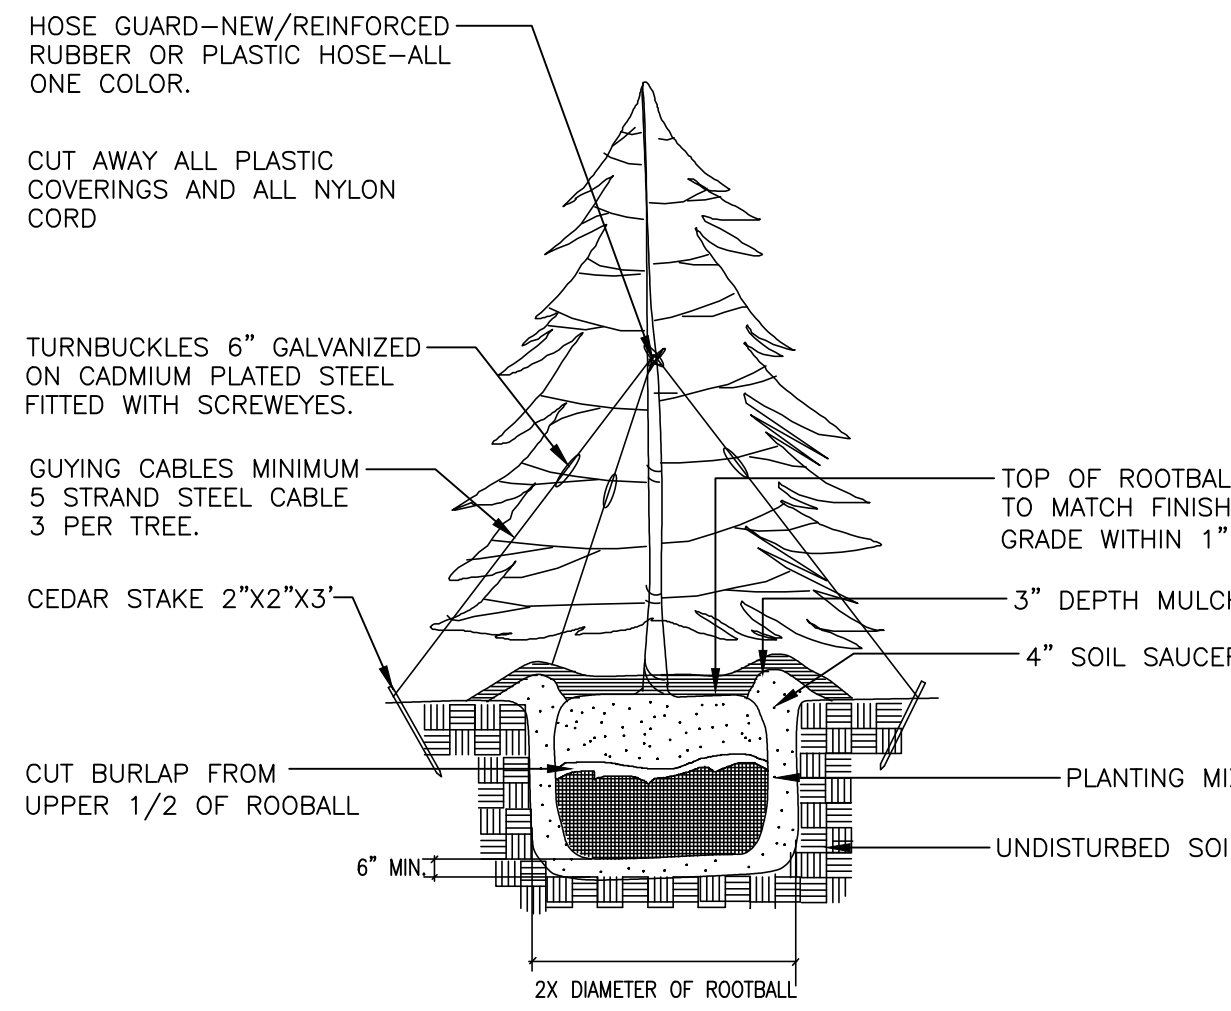 HOSE GUARD-NEW/REINFORCED
RUBBER OR PLASTIC HOSE-ALL
ONE COLOR.
CUT AWAY ALL PLASTIC
COVERINGS AND ALL NYLON
CORD
TURNBUCKLES 6" GALVANIZED
ON CADMIUM PLATED STEEL
FITTED WITH SCREWEYES.
GUYING CABLES MINIMUM
5 STRAND STEEL CABLE
3 PER TREE.
CEDAR STAKE 2"X2"X3'
CUT BURLAP FROM
UPPER 1/2 OF ROOBALL
6" MIN.
2X DIAMETER OF ROOTBALL
TOP OF ROOTBAL
TO MATCH FINISH
GRADE WITHIN 1"
3" DEPTH MULCH
4" SOIL SAUCER
PLANTING MI
UNDISTURBED SOI